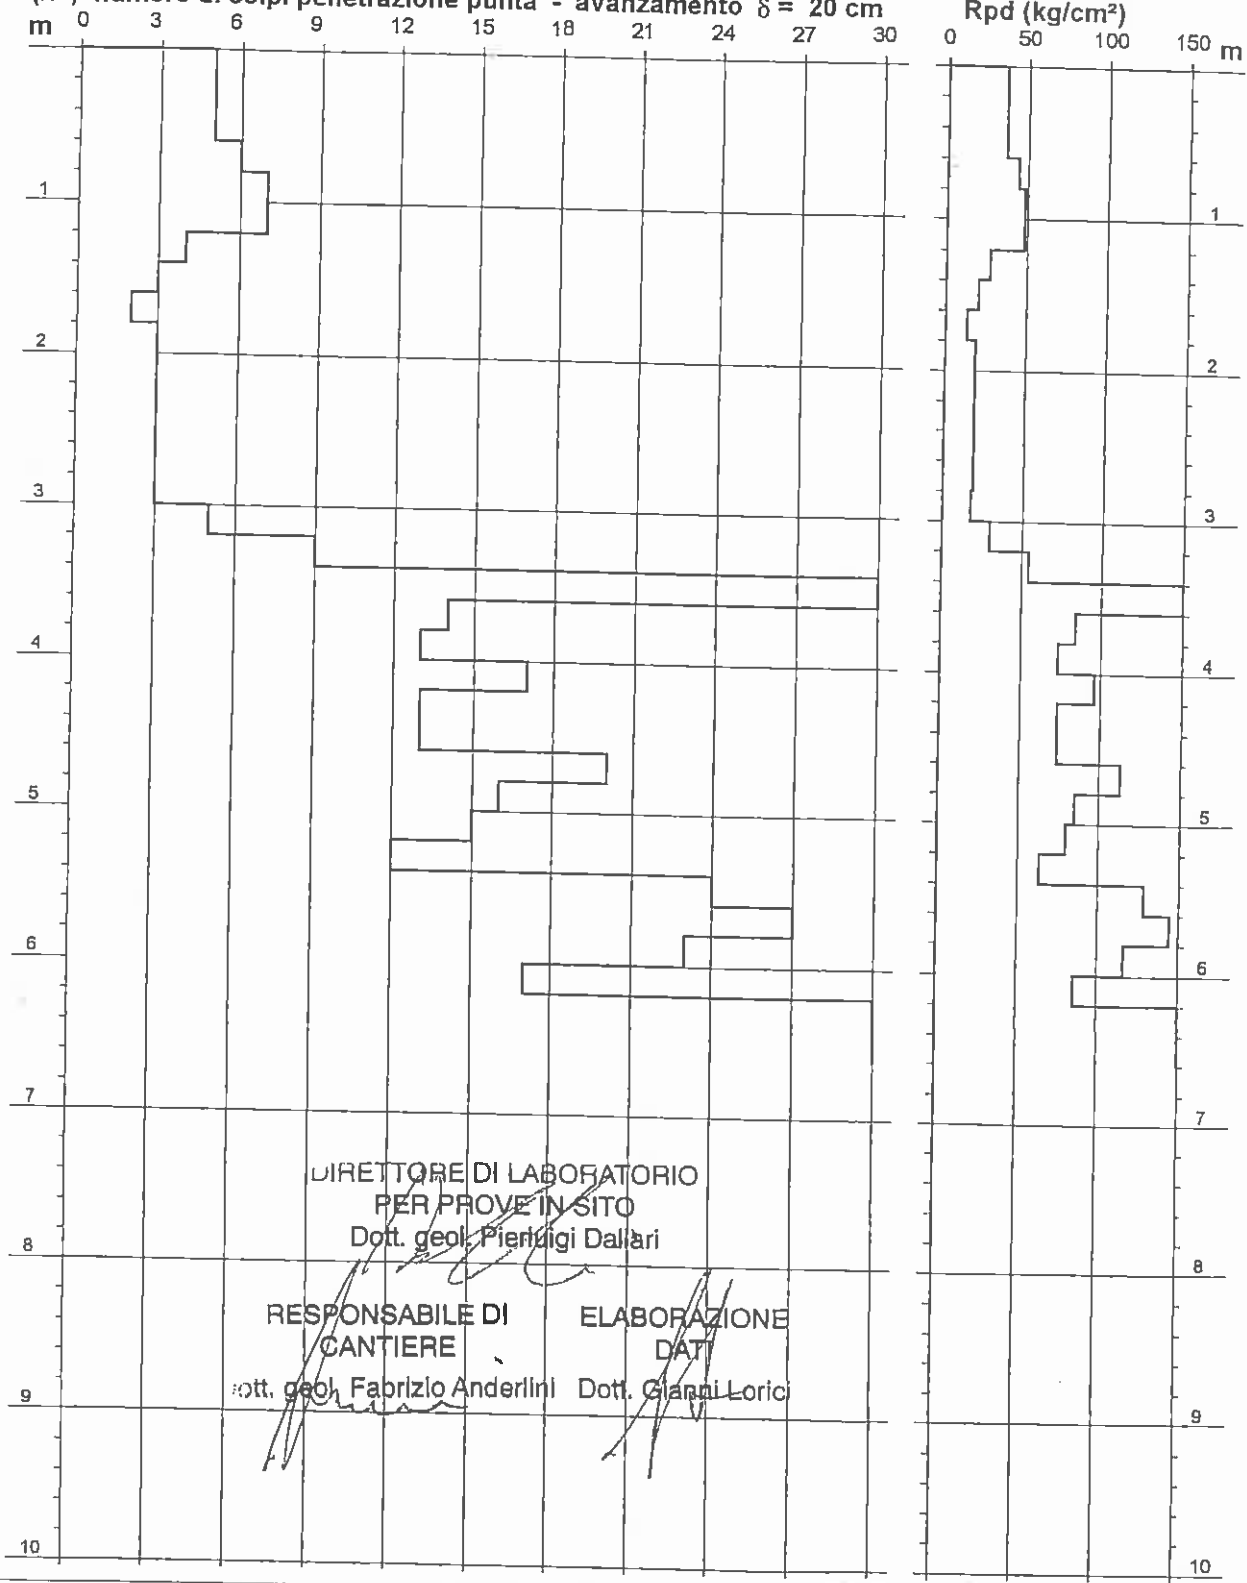 numero di colpi penetrazione punta - avanzamento δ = 20 cm
Rpd (kg/cm²)
m 0 3 6 9 12 15 18 21 24 27 30
0 50 100 150 m
1 1
2 2
3 3
4 4
5 5
6 6
7 7
DIRETTORE DI LABORATORIO
PER PROVE IN SITO
Dott. geol. Pierluigi Dallari
8 8
RESPONSABILE DI
CANTIERE
geol. Fabrizio Anderlini
ELABORAZIONE
DATI
Dott. Gianni Lorici
9 9
10 10